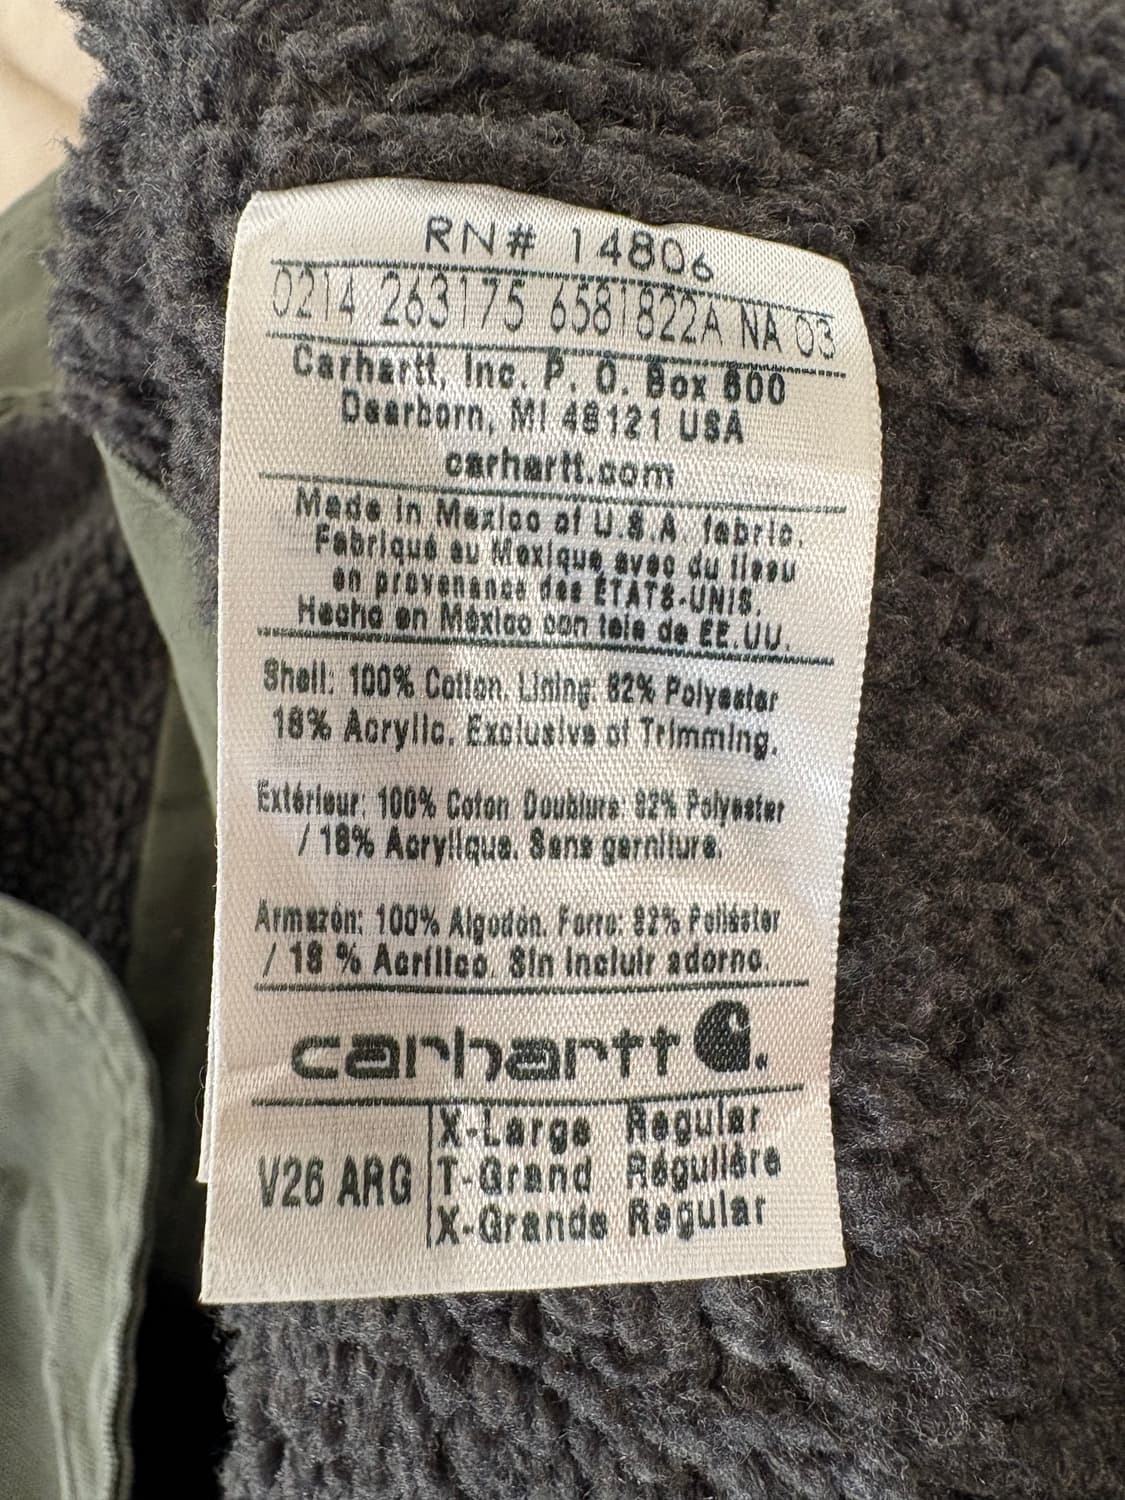 RN# 14806
0214 263175 6581822A NA 03
Carhartt, Inc. P. O. Box 600
Dearborn, MI 48121 USA
carhartt.com
Made in Mexico of U.S.A fabric.
Fabriqué au Mexique avec du tissu
en provenance des ÉTATS-UNIS.
Hecho en México con tela de EE.UU.
Shell: 100% Cotton. Lining: 82% Polyester
18% Acrylic. Exclusive of Trimming.
Extérieur: 100% Coton Doublure: 82% Polyester
/ 18% Acrylique. Sans garniture.
Armazón: 100% Algodón. Forro: 82% Poliéster
/ 18 % Acrílico. Sin incluir adorno.
carhartt
V26 ARG
X-Large Regular
T-Grand Régulière
X-Grande Regular